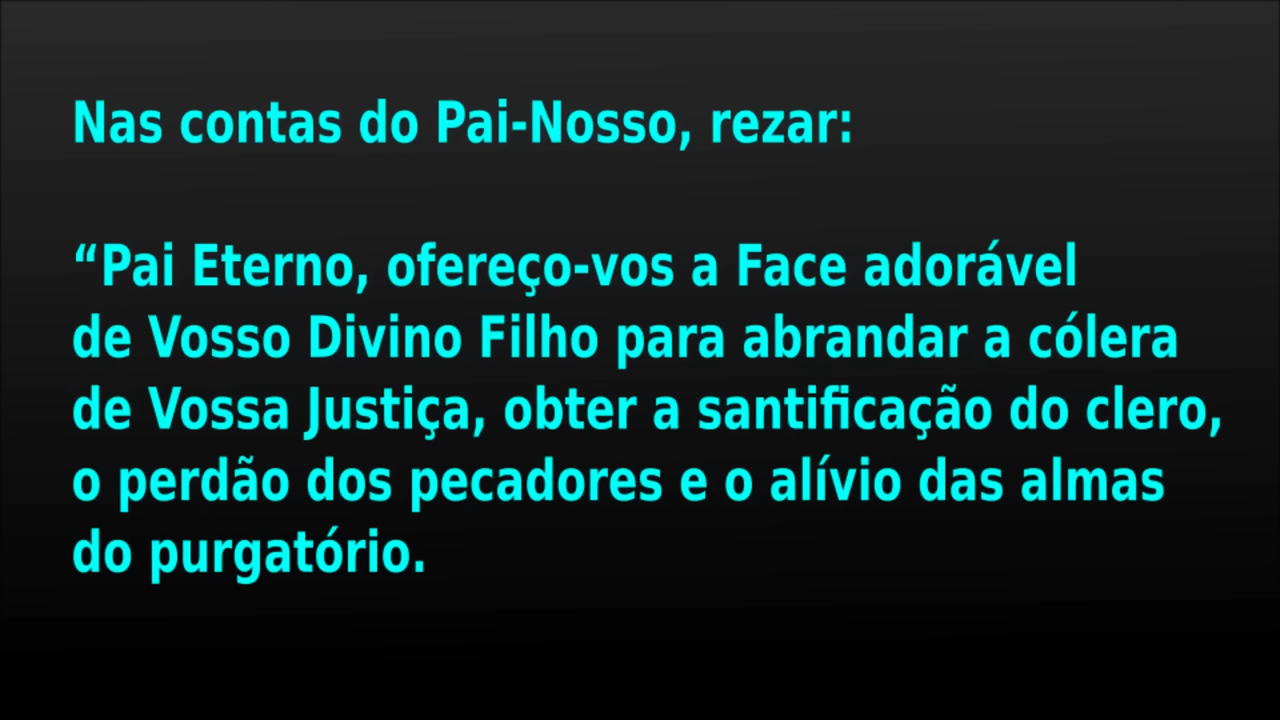 Nas contas do Pai-Nosso, rezar:
“Pai Eterno, ofereço-vos a Face adorável
de Vosso Divino Filho para abrandar a cólera
de Vossa Justiça, obter a santificação do clero,
o perdão dos pecadores e o alívio das almas
do purgatório.